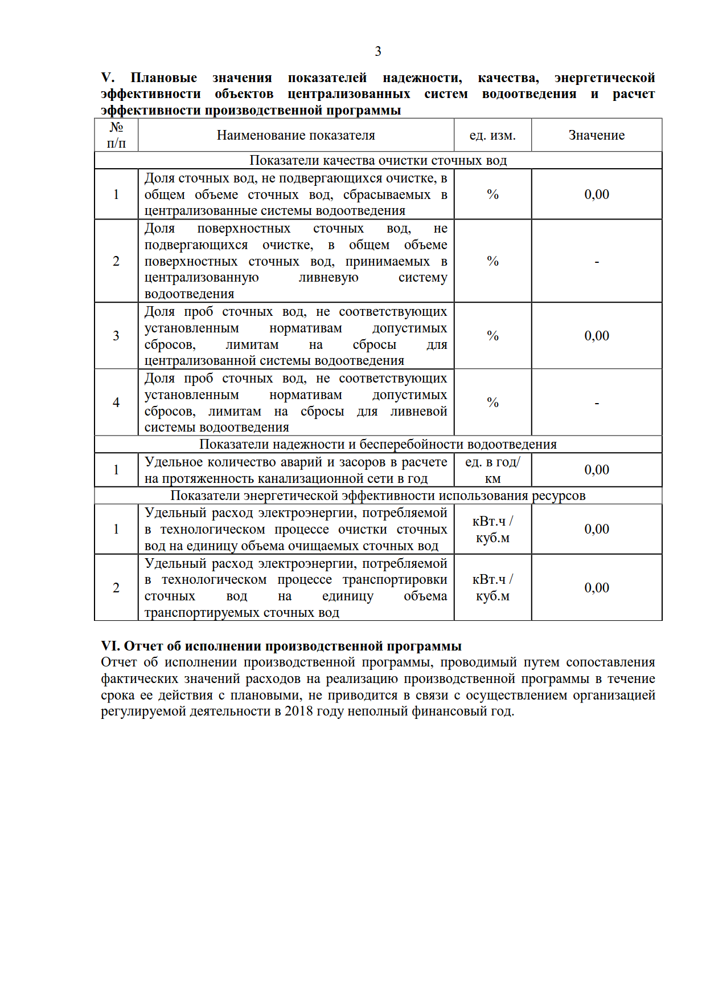 3
V. Плановые значения показателей надежности, качества, энергетической
эффективности объектов централизованных систем водоотведения и расчет
эффективности производственной программы
№
п/п
Наименование показателя
ед. изм.
Значение
Показатели качества очистки сточных вод
1
Доля сточных вод, не подвергающихся очистке, в
общем объеме сточных вод, сбрасываемых в
централизованные системы водоотведения
%
0,00
2
Доля поверхностных сточных вод, не
подвергающихся очистке, в общем объеме
поверхностных сточных вод, принимаемых в
централизованную ливневую систему
водоотведения
%
-
3
Доля проб сточных вод, не соответствующих
установленным нормативам допустимых
сбросов, лимитам на сбросы для
централизованной системы водоотведения
%
0,00
4
Доля проб сточных вод, не соответствующих
установленным нормативам допустимых
сбросов, лимитам на сбросы для ливневой
системы водоотведения
%
-
Показатели надежности и бесперебойности водоотведения
1
Удельное количество аварий и засоров в расчете
на протяженность канализационной сети в год
ед. в год/
км
0,00
Показатели энергетической эффективности использования ресурсов
1
Удельный расход электроэнергии, потребляемой
в технологическом процессе очистки сточных
вод на единицу объема очищаемых сточных вод
кВт.ч /
куб.м
0,00
2
Удельный расход электроэнергии, потребляемой
в технологическом процессе транспортировки
сточных вод на единицу объема
транспортируемых сточных вод
кВт.ч /
куб.м
0,00
VI. Отчет об исполнении производственной программы
Отчет об исполнении производственной программы, проводимый путем сопоставления
фактических значений расходов на реализацию производственной программы в течение
срока ее действия с плановыми, не приводится в связи с осуществлением организацией
регулируемой деятельности в 2018 году неполный финансовый год.